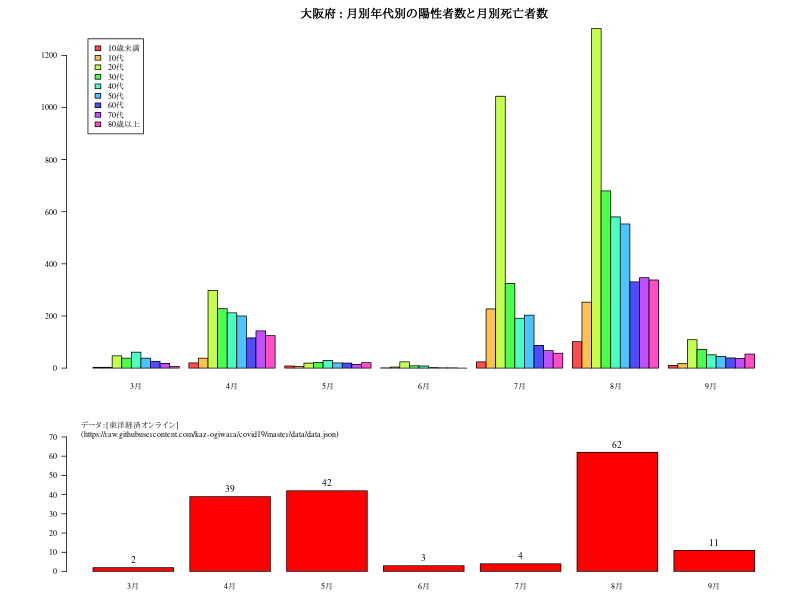 大阪府 : 月別年代別の陽性者数と月別死亡者数
1200
1000
800
600
400
200
0
10歳未満
10代
20代
30代
40代
50代
60代
70代
80歳以上
3月 4月 5月 6月 7月 8月 9月
データ : [東洋経済オンライン]
(https://raw.githubusercontent.com/kaz-ogiwara/covid19/master/data/data.json)
70
60
50
40
30
20
10
0
2 39 42 3 4 62 11
3月 4月 5月 6月 7月 8月 9月